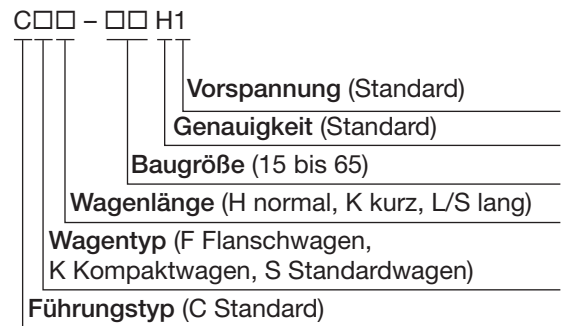 C□□ – □□ H1
Vorspannung (Standard)
Genauigkeit (Standard)
Baugröße (15 bis 65)
Wagenlänge (H normal, K kurz, L/S lang)
Wagentyp (F Flanschwagen,
K Kompaktwagen, S Standardwagen)
Führungstyp (C Standard)